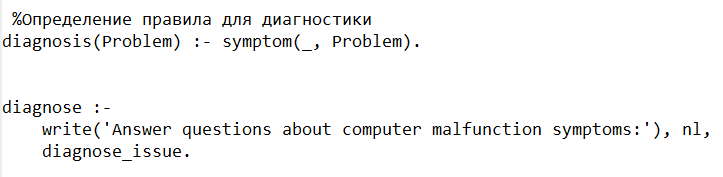 %Определение правила для диагностики
diagnosis(Problem) :- symptom(_, Problem).
diagnose :-
write('Answer questions about computer malfunction symptoms:'), nl,
diagnose_issue.